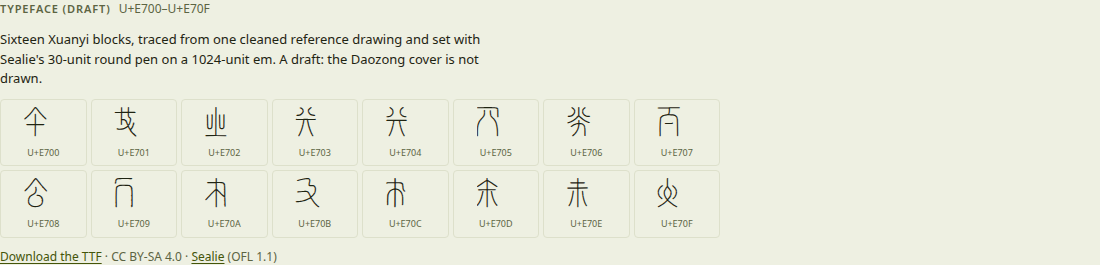 TYPEFACE (DRAFT) U+E700–U+E70F
Sixteen Xuanyi blocks, traced from one cleaned reference drawing and set with
Sealie's 30-unit round pen on a 1024-unit em. A draft: the Daozong cover is not
drawn.
U+E700 U+E701 U+E702 U+E703 U+E704 U+E705 U+E706 U+E707
U+E708 U+E709 U+E70A U+E70B U+E70C U+E70D U+E70E U+E70F
Download the TTF · CC BY-SA 4.0 · Sealie (OFL 1.1)